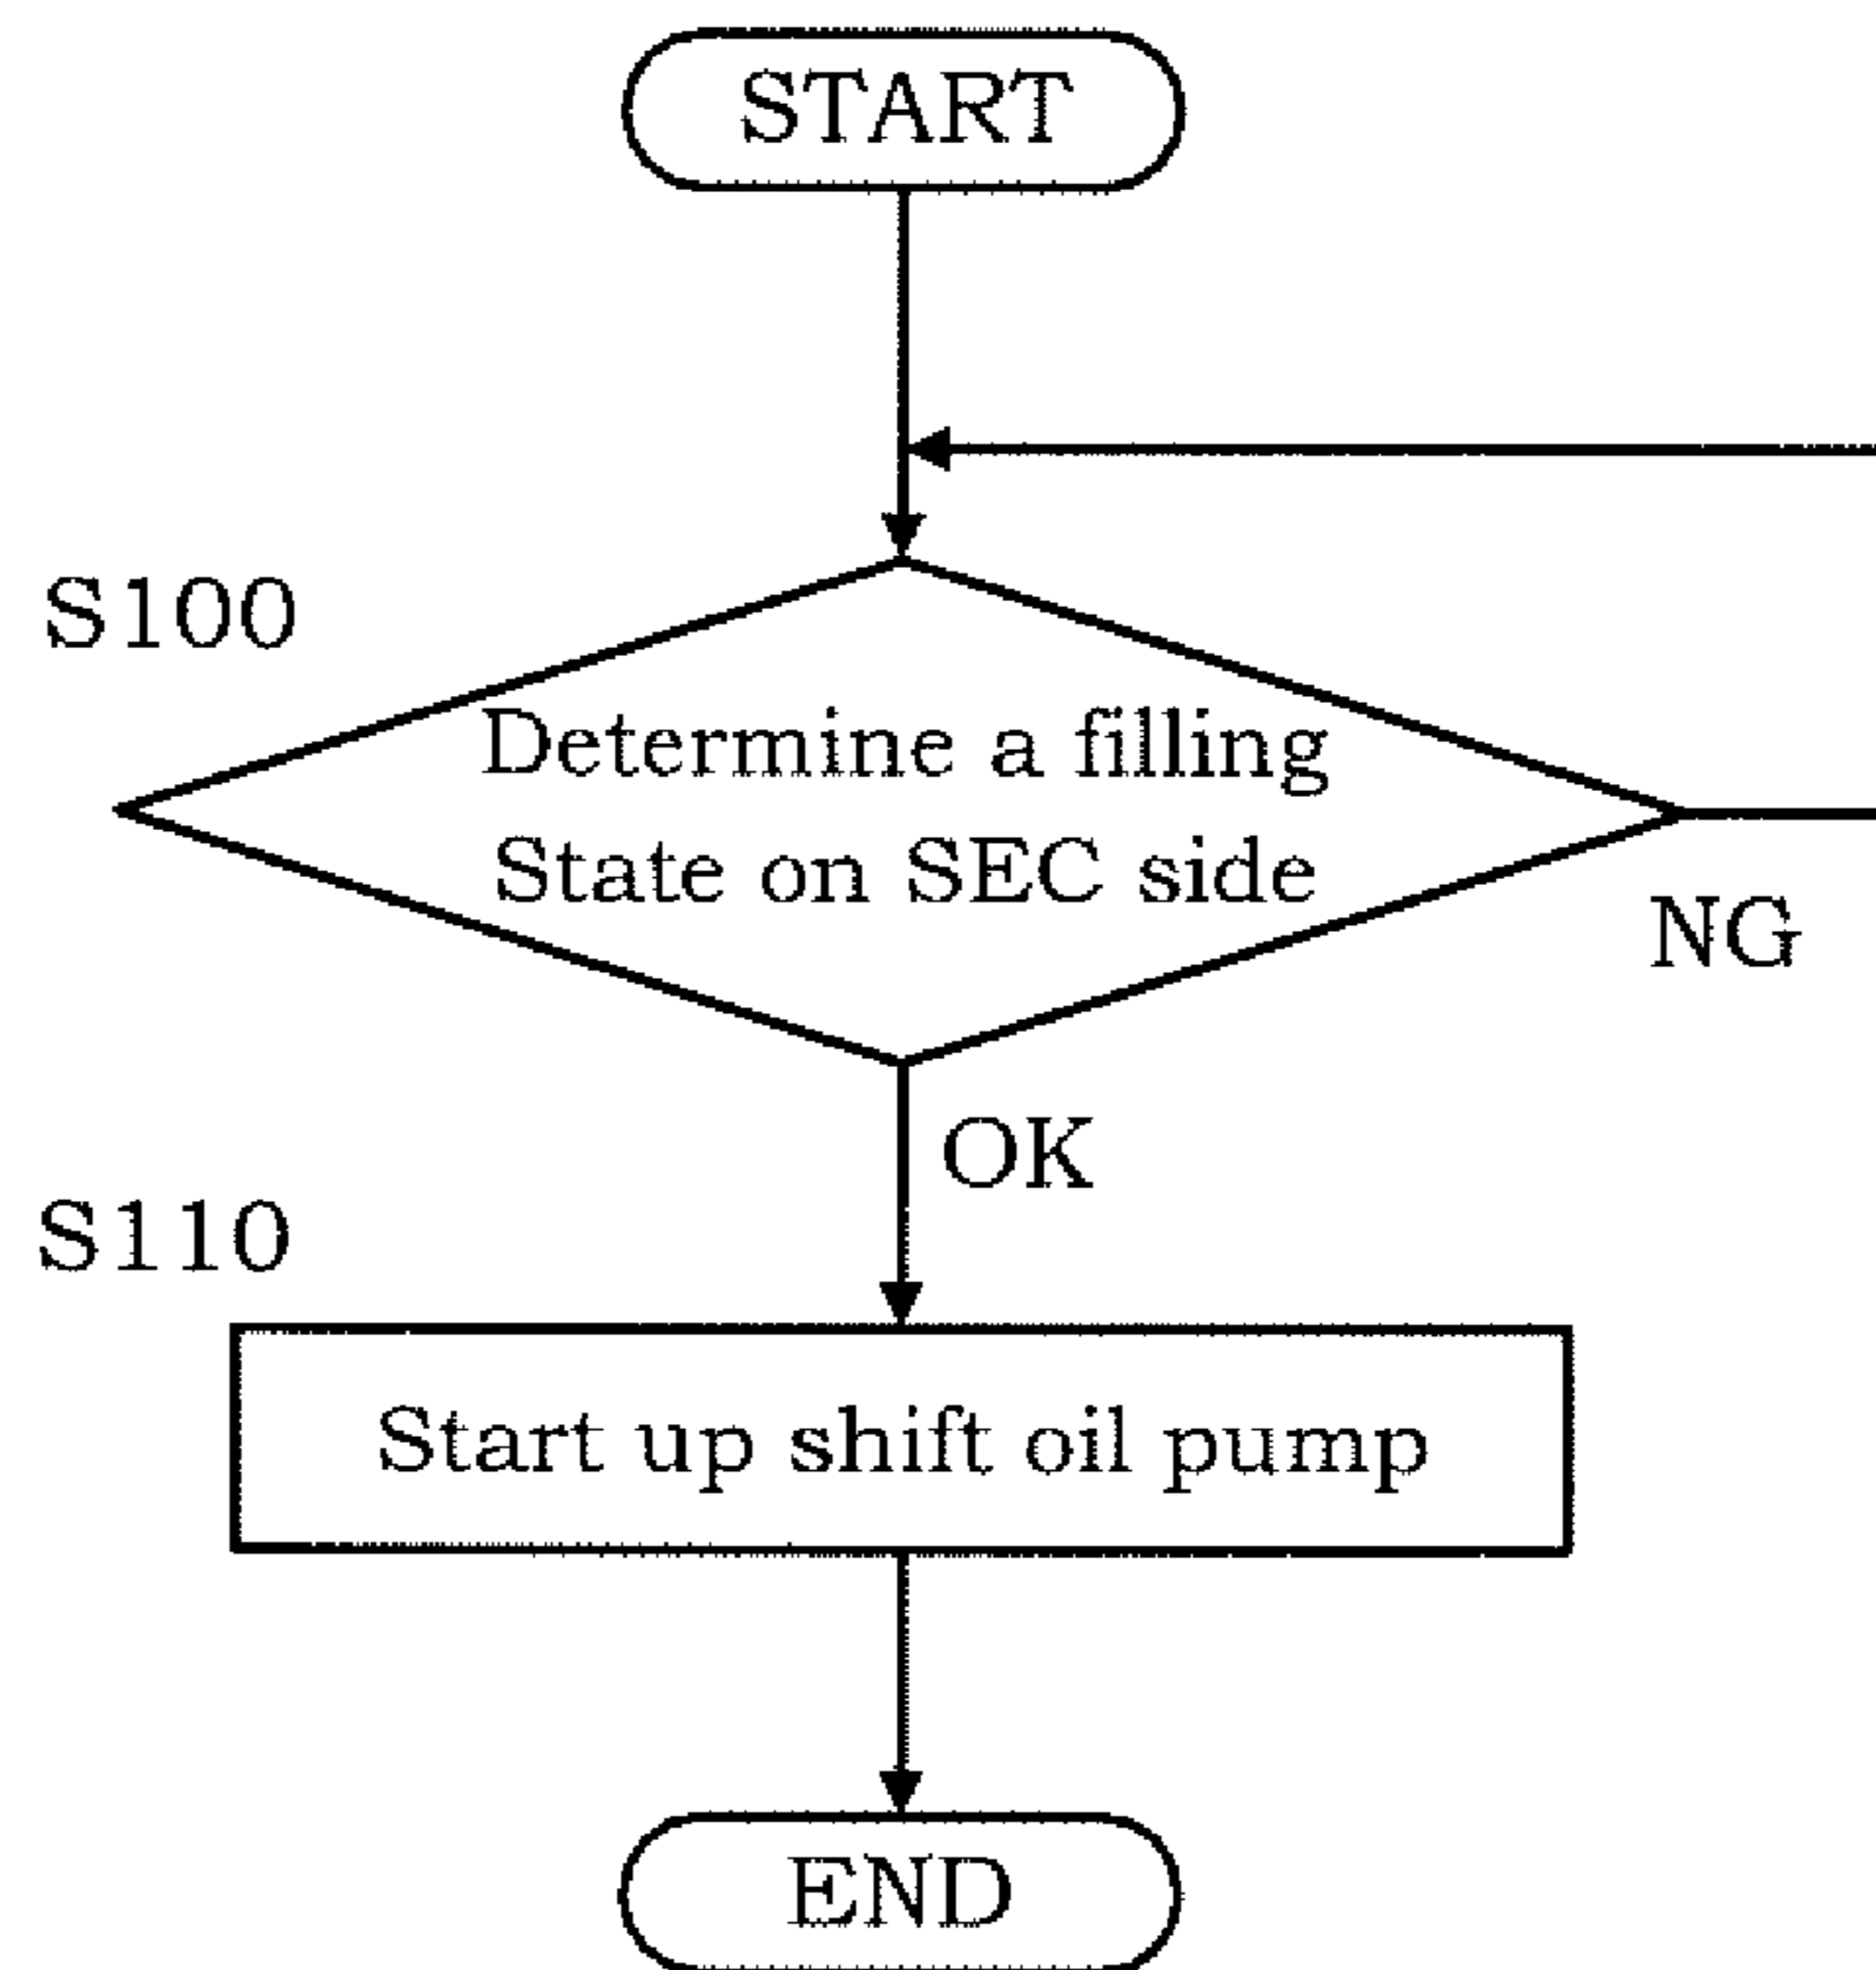 START
S100
Determine a filling
State on SEC side
NG
OK
S110
Start up shift oil pump
END